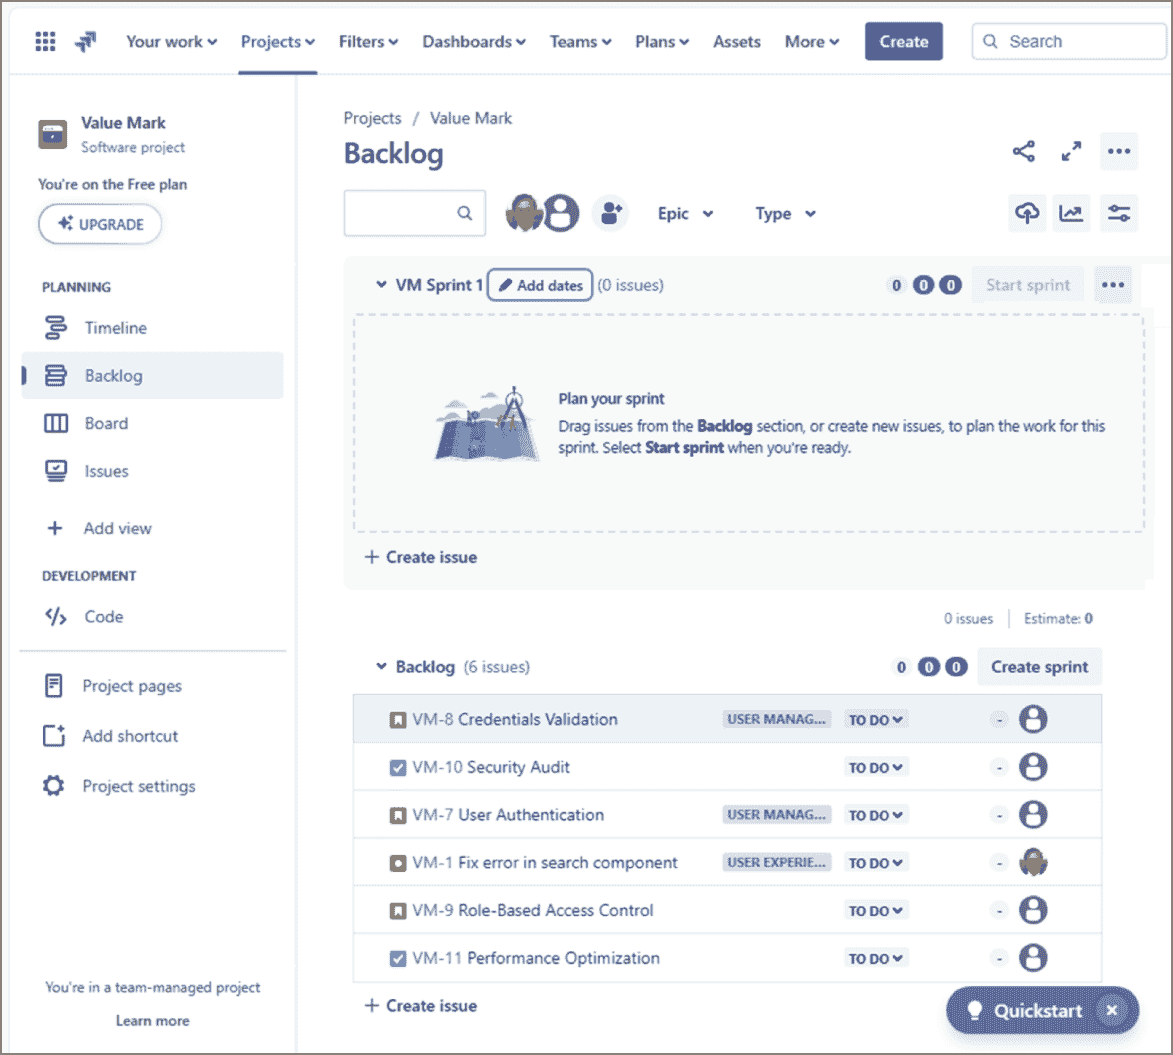 Your work Projects Filters Dashboards Teams Plans Assets More Create Search
Value Mark
Software project
You're on the Free plan
UPGRADE
PLANNING
Timeline
Backlog
Board
Issues
Add view
DEVELOPMENT
Code
Project pages
Add shortcut
Project settings
You're in a team-managed project
Learn more
Projects / Value Mark
Backlog
Epic Type
VM Sprint 1 Add dates (0 issues) 0 0 0 Start sprint
Plan your sprint
Drag issues from the Backlog section, or create new issues, to plan the work for this
sprint. Select Start sprint when you're ready.
+ Create issue
0 issues Estimate: 0
Backlog (6 issues) 0 0 0 Create sprint
VM-8 Credentials Validation USER MANAG... TO DO -
VM-10 Security Audit TO DO -
VM-7 User Authentication USER MANAG... TO DO -
VM-1 Fix error in search component USER EXPERIE... TO DO -
VM-9 Role-Based Access Control TO DO -
VM-11 Performance Optimization TO DO -
+ Create issue
Quickstart